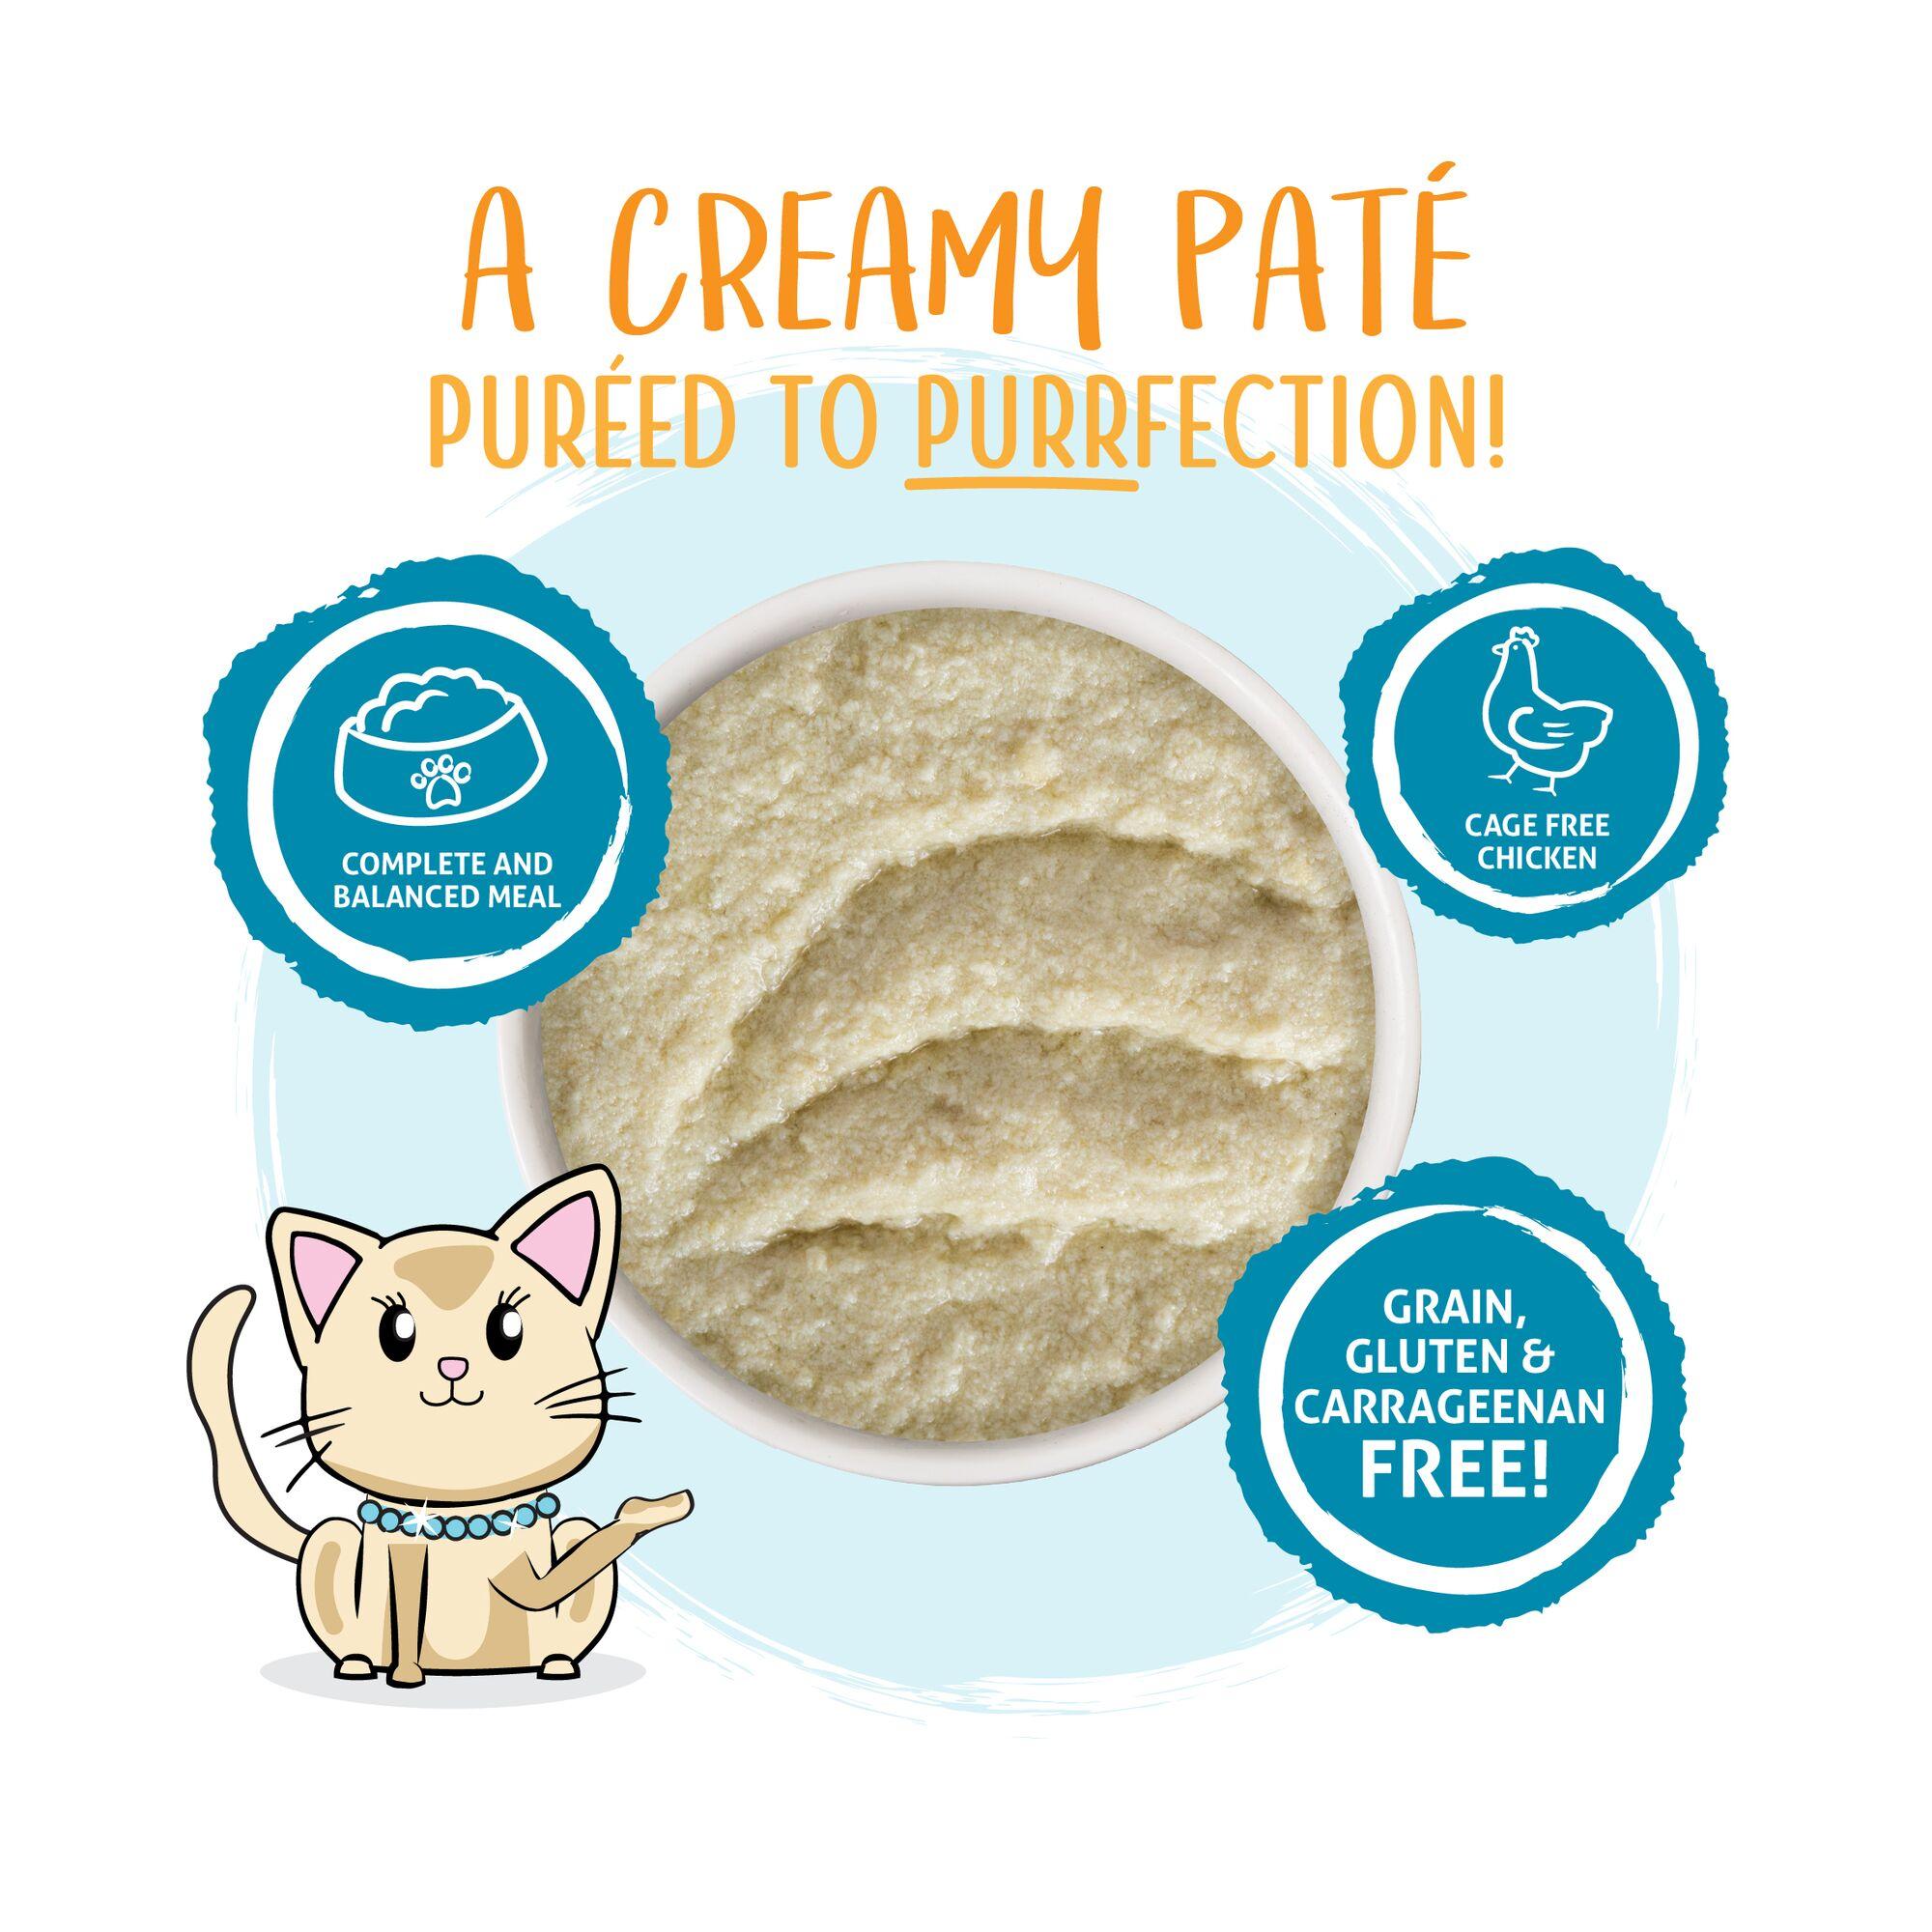 A CREAMY PATÉ
PURÉED TO PURRFECTION!
COMPLETE AND
BALANCED MEAL
CAGE FREE
CHICKEN
GRAIN,
GLUTEN &
CARRAGEENAN
FREE!